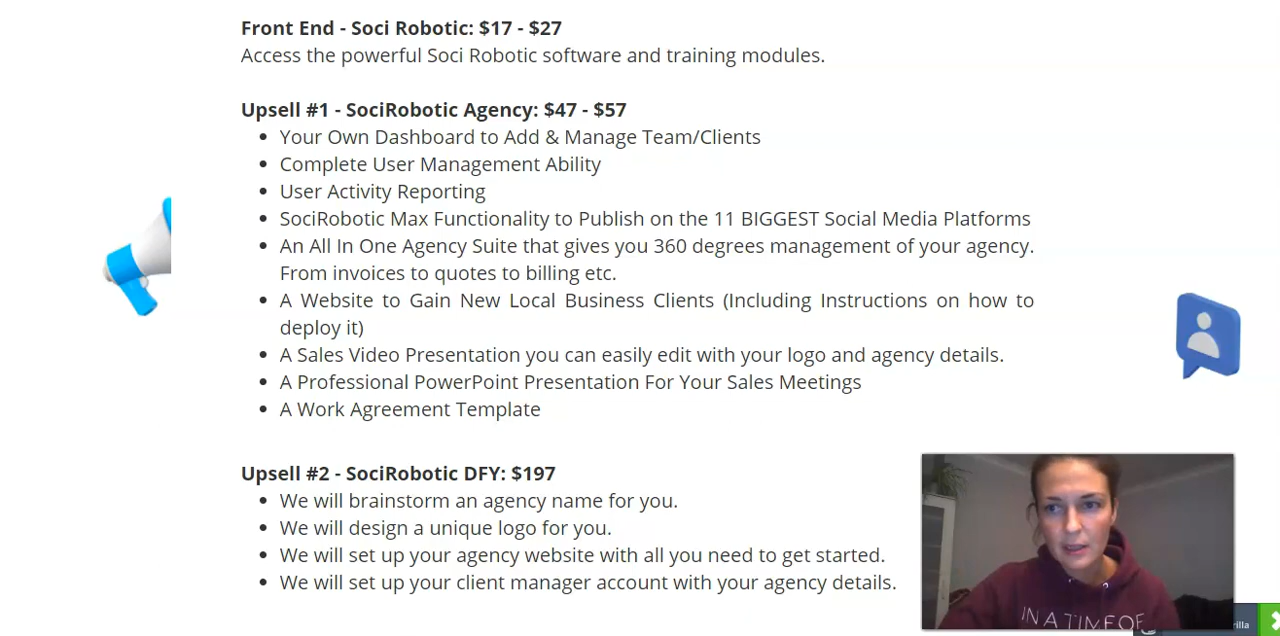 Front End - Soci Robotic: $17 - $27
Access the powerful Soci Robotic software and training modules.
Upsell #1 - SociRobotic Agency: $47 - $57
Your Own Dashboard to Add & Manage Team/Clients
Complete User Management Ability
User Activity Reporting
SociRobotic Max Functionality to Publish on the 11 BIGGEST Social Media Platforms
An All In One Agency Suite that gives you 360 degrees management of your agency.
From invoices to quotes to billing etc.
A Website to Gain New Local Business Clients (Including Instructions on how to
deploy it)
A Sales Video Presentation you can easily edit with your logo and agency details.
A Professional PowerPoint Presentation For Your Sales Meetings
A Work Agreement Template
Upsell #2 - SociRobotic DFY: $197
We will brainstorm an agency name for you.
We will design a unique logo for you.
We will set up your agency website with all you need to get started.
We will set up your client manager account with your agency details.
IN A TIME OF